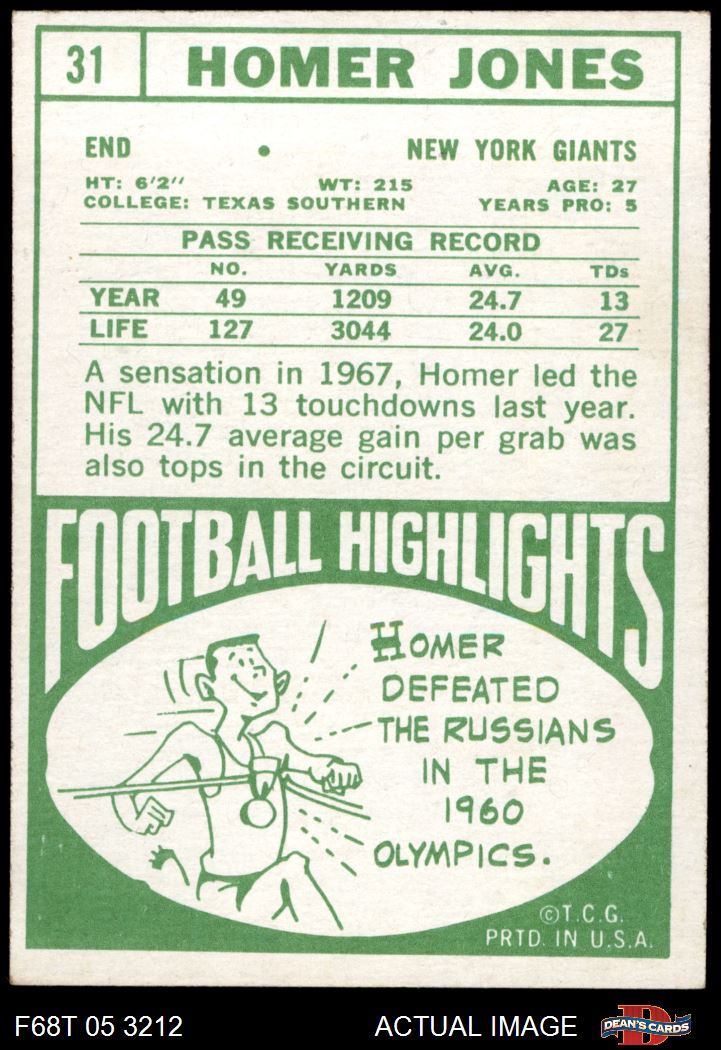 31 HOMER JONES
END • NEW YORK GIANTS
HT: 6'2" WT: 215 AGE: 27
COLLEGE: TEXAS SOUTHERN YEARS PRO: 5
PASS RECEIVING RECORD
NO. YARDS AVG. TDs
YEAR 49 1209 24.7 13
LIFE 127 3044 24.0 27
A sensation in 1967, Homer led the
NFL with 13 touchdowns last year.
His 24.7 average gain per grab was
also tops in the circuit.
FOOTBALL HIGHLIGHTS
HOMER
DEFEATED
THE RUSSIANS
IN THE
1960
OLYMPICS.
©T.C.G.
PRTD. IN U.S.A.
F68T 05 3212 ACTUAL IMAGE D DEAN'S CARDS